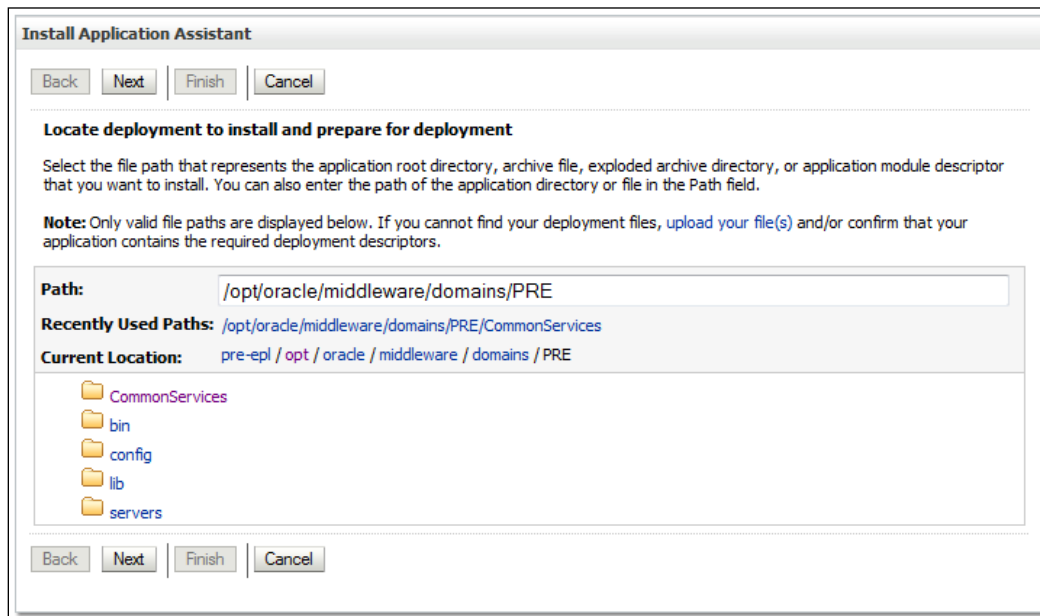 Install Application Assistant
Back Next Finish Cancel
Locate deployment to install and prepare for deployment
Select the file path that represents the application root directory, archive file, exploded archive directory, or application module descriptor
that you want to install. You can also enter the path of the application directory or file in the Path field.
Note: Only valid file paths are displayed below. If you cannot find your deployment files, upload your file(s) and/or confirm that your
application contains the required deployment descriptors.
Path: /opt/oracle/middleware/domains/PRE
Recently Used Paths: /opt/oracle/middleware/domains/PRE/CommonServices
Current Location: pre-epl / opt / oracle / middleware / domains / PRE
CommonServices
bin
config
lib
servers
Back Next Finish Cancel